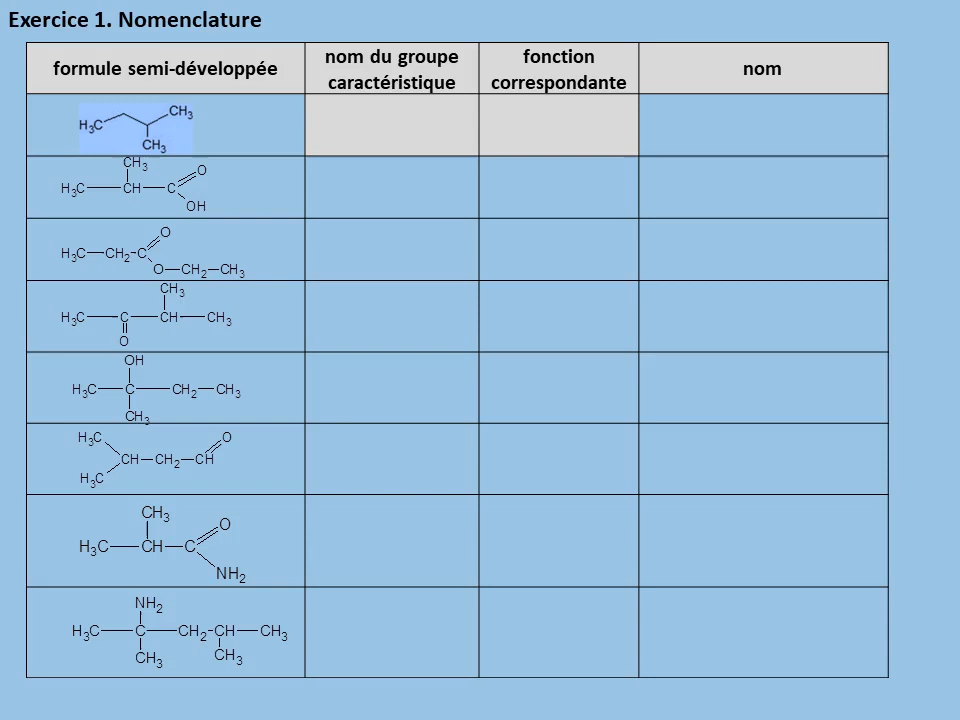 Exercice 1. Nomenclature
formule semi-développée
nom du groupe
caractéristique
fonction
correspondante
nom
CH₃
H₃C
CH₃
CH₃
O
H₃C CH C
OH
O
H₃C CH₂ C
O CH₂ CH₃
CH₃
H₃C C CH CH₃
O
OH
H₃C C CH₂ CH₃
CH₃
H₃C O
CH CH₂ CH
H₃C
CH₃
O
H₃C CH C
NH₂
NH₂
H₃C C CH₂ CH CH₃
CH₃ CH₃